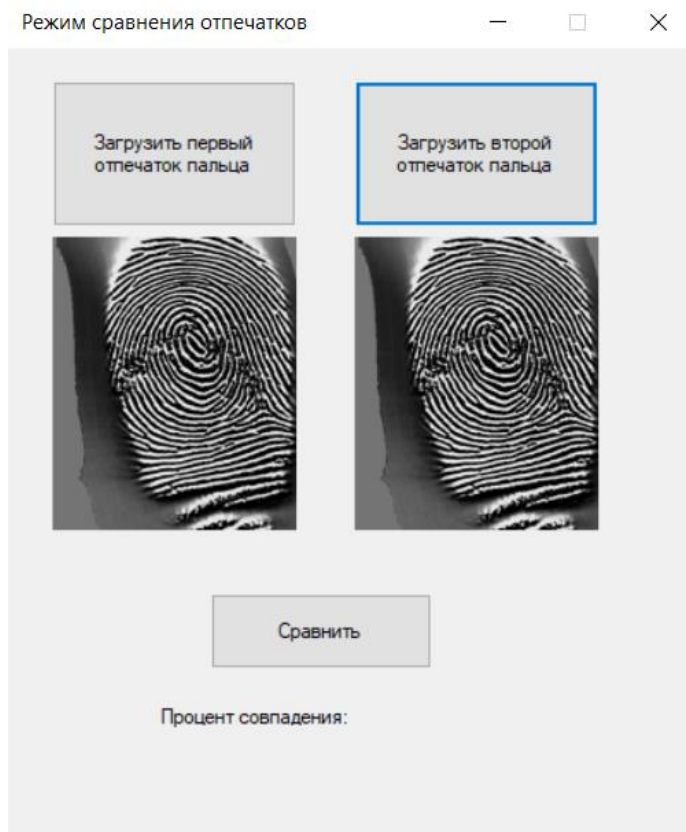 Режим сравнения отпечатков
Загрузить первый
отпечаток пальца
Загрузить второй
отпечаток пальца
Сравнить
Процент совпадения: